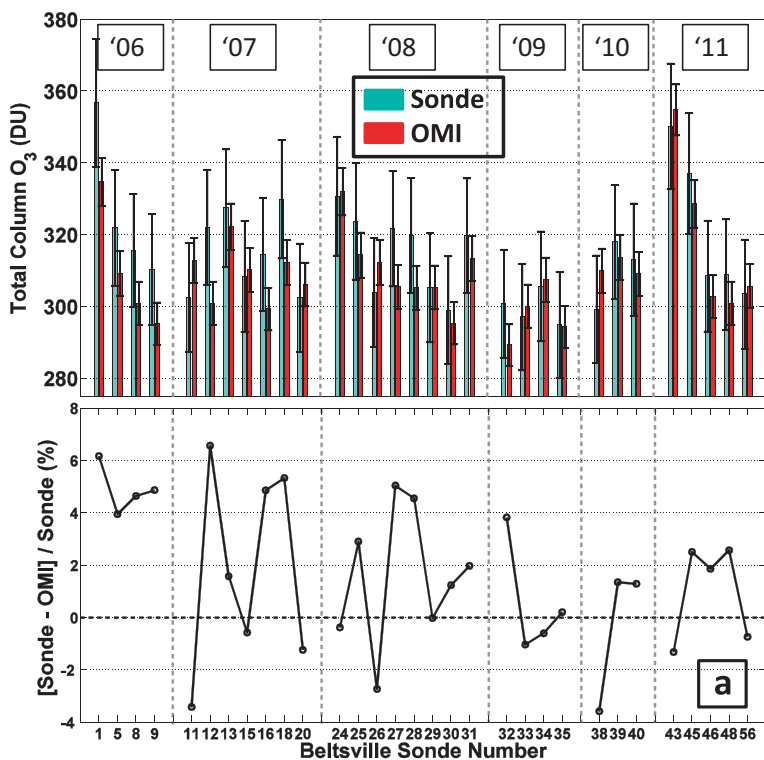 380
360
340
320
300
280
Total Column O3 (DU)
‘06
‘07
‘08
‘09
‘10
‘11
Sonde
OMI
8
6
4
2
0
-2
-4
[Sonde - OMI] / Sonde (%)
a
1 5 8 9 11 12 13 15 16 18 20 24 25 26 27 28 29 30 31 32 33 34 35 38 39 40 43 45 46 48 56
Beltsville Sonde Number